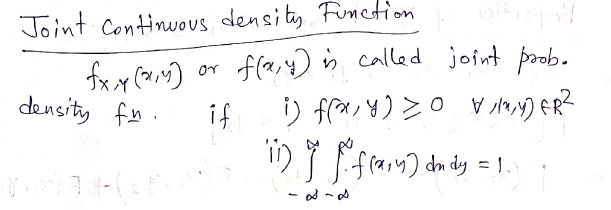 Joint Continuous density Function
f_{X,Y}(x,y) or f(x,y) is called joint prob.
density fn. if i) f(x,y) ≥ 0 ∀ (x,y) ∈ R²
ii) ∫_{-∞}^{∞} ∫_{-∞}^{∞} f(x,y) dx dy = 1.